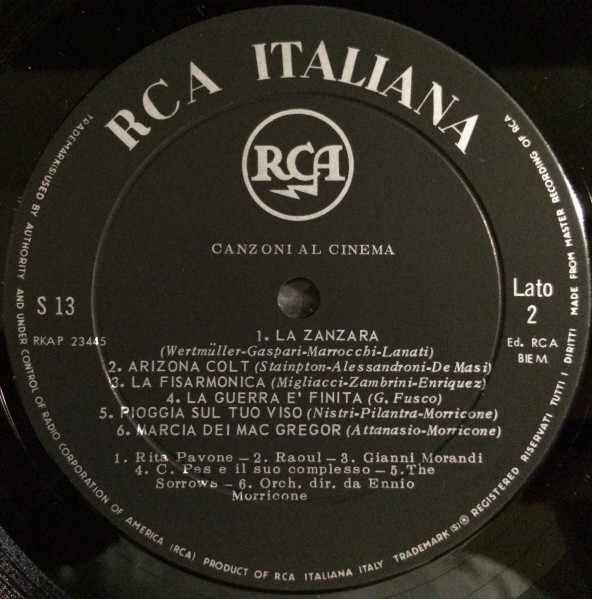 RCA ITALIANA
RCA
CANZONI AL CINEMA
S 13
RKAP 23445
Lato
2
Ed. RCA
BIEM
1. LA ZANZARA
(Wertmüller-Gaspari-Marrocchi-Lanati)
2. ARIZONA COLT (Stainpton-Alessandroni-De Masi)
3. LA FISARMONICA (Migliacci-Zambrini-Enriquez)
4. LA GUERRA E' FINITA (G. Fusco)
5. PIOGGIA SUL TUO VISO (Nistri-Pilantra-Morricone)
6. MARCIA DEI MAC GREGOR (Attanasio-Morricone)
1. Rita Pavone – 2. Raoul – 3. Gianni Morandi
4. C. Pes e il suo complesso – 5. The
Sorrows – 6. Orch. dir. da Ennio
Morricone
TRADEMARK(S) USED BY AUTHORITY AND UNDER CONTROL OF RADIO CORPORATION OF AMERICA (RCA) PRODUCT OF RCA ITALIANA ITALY TRADEMARK(S) ® REGISTERED RISERVATI TUTTI I DIRITTI MADE FROM MASTER RECORDING OF RCA